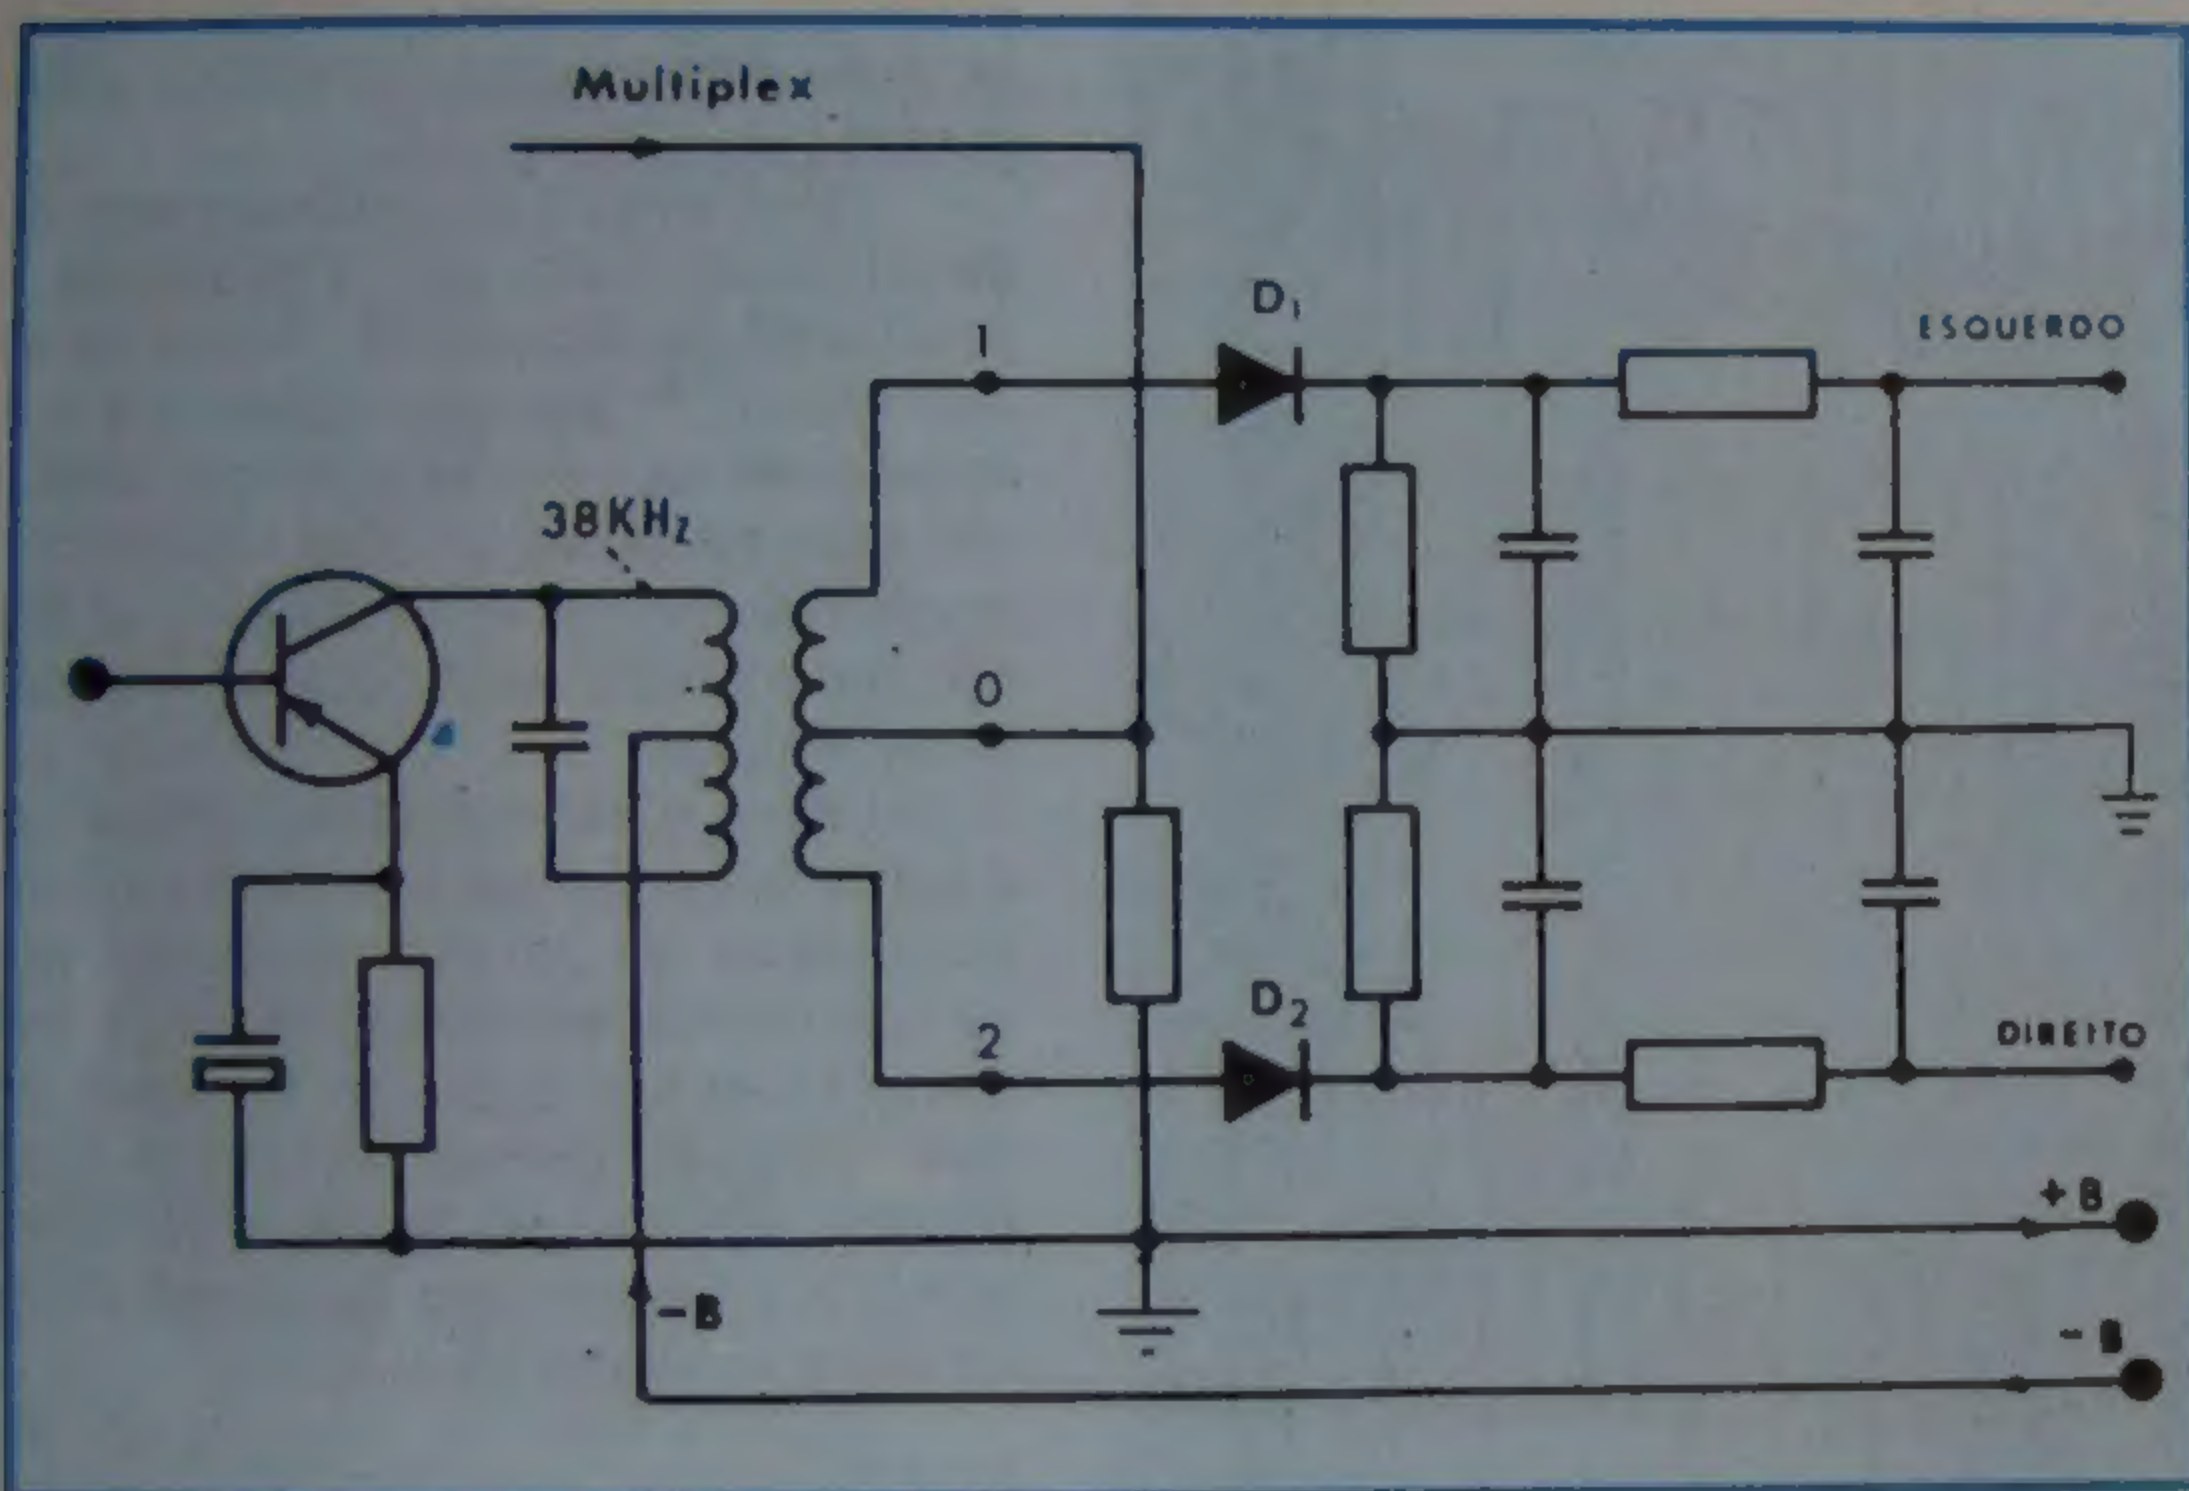 Multiplex
D1
ESQUERDO
1
38KHz
0
D2
2
DIREITO
+B
-B
-B